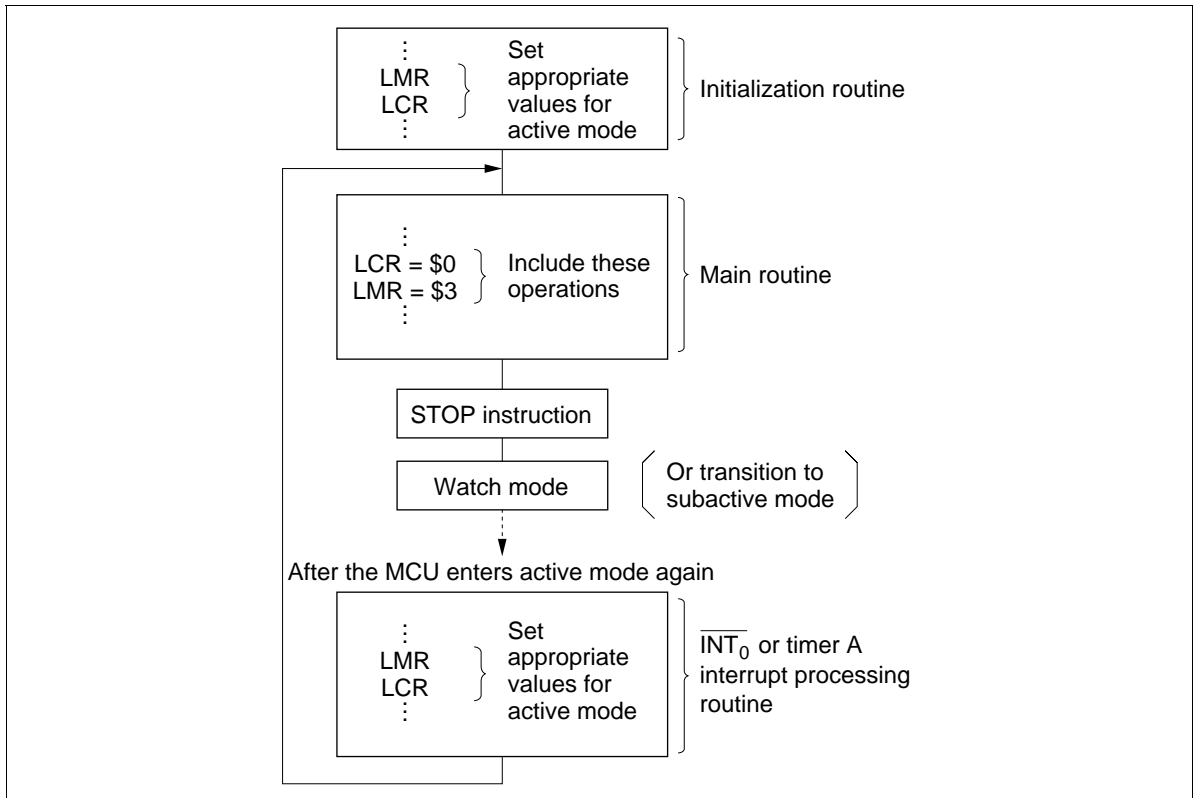 ⋮
LMR
LCR
⋮
Set
appropriate
values for
active mode
Initialization routine
⋮
LCR = $0
LMR = $3
⋮
Include these
operations
Main routine
STOP instruction
Watch mode
Or transition to
subactive mode
After the MCU enters active mode again
⋮
LMR
LCR
⋮
Set
appropriate
values for
active mode
I̅N̅T̅₀̅ or timer A
interrupt processing
routine